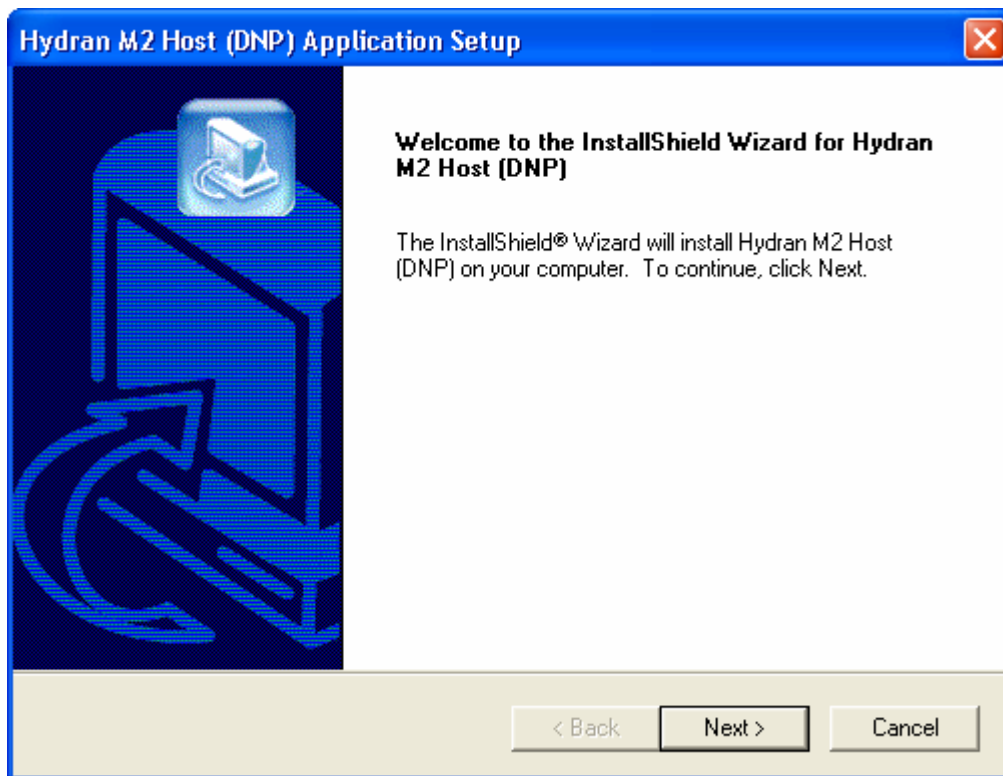 Hydran M2 Host (DNP) Application Setup
Welcome to the InstallShield Wizard for Hydran
M2 Host (DNP)
The InstallShield® Wizard will install Hydran M2 Host
(DNP) on your computer.  To continue, click Next.
< Back
Next >
Cancel